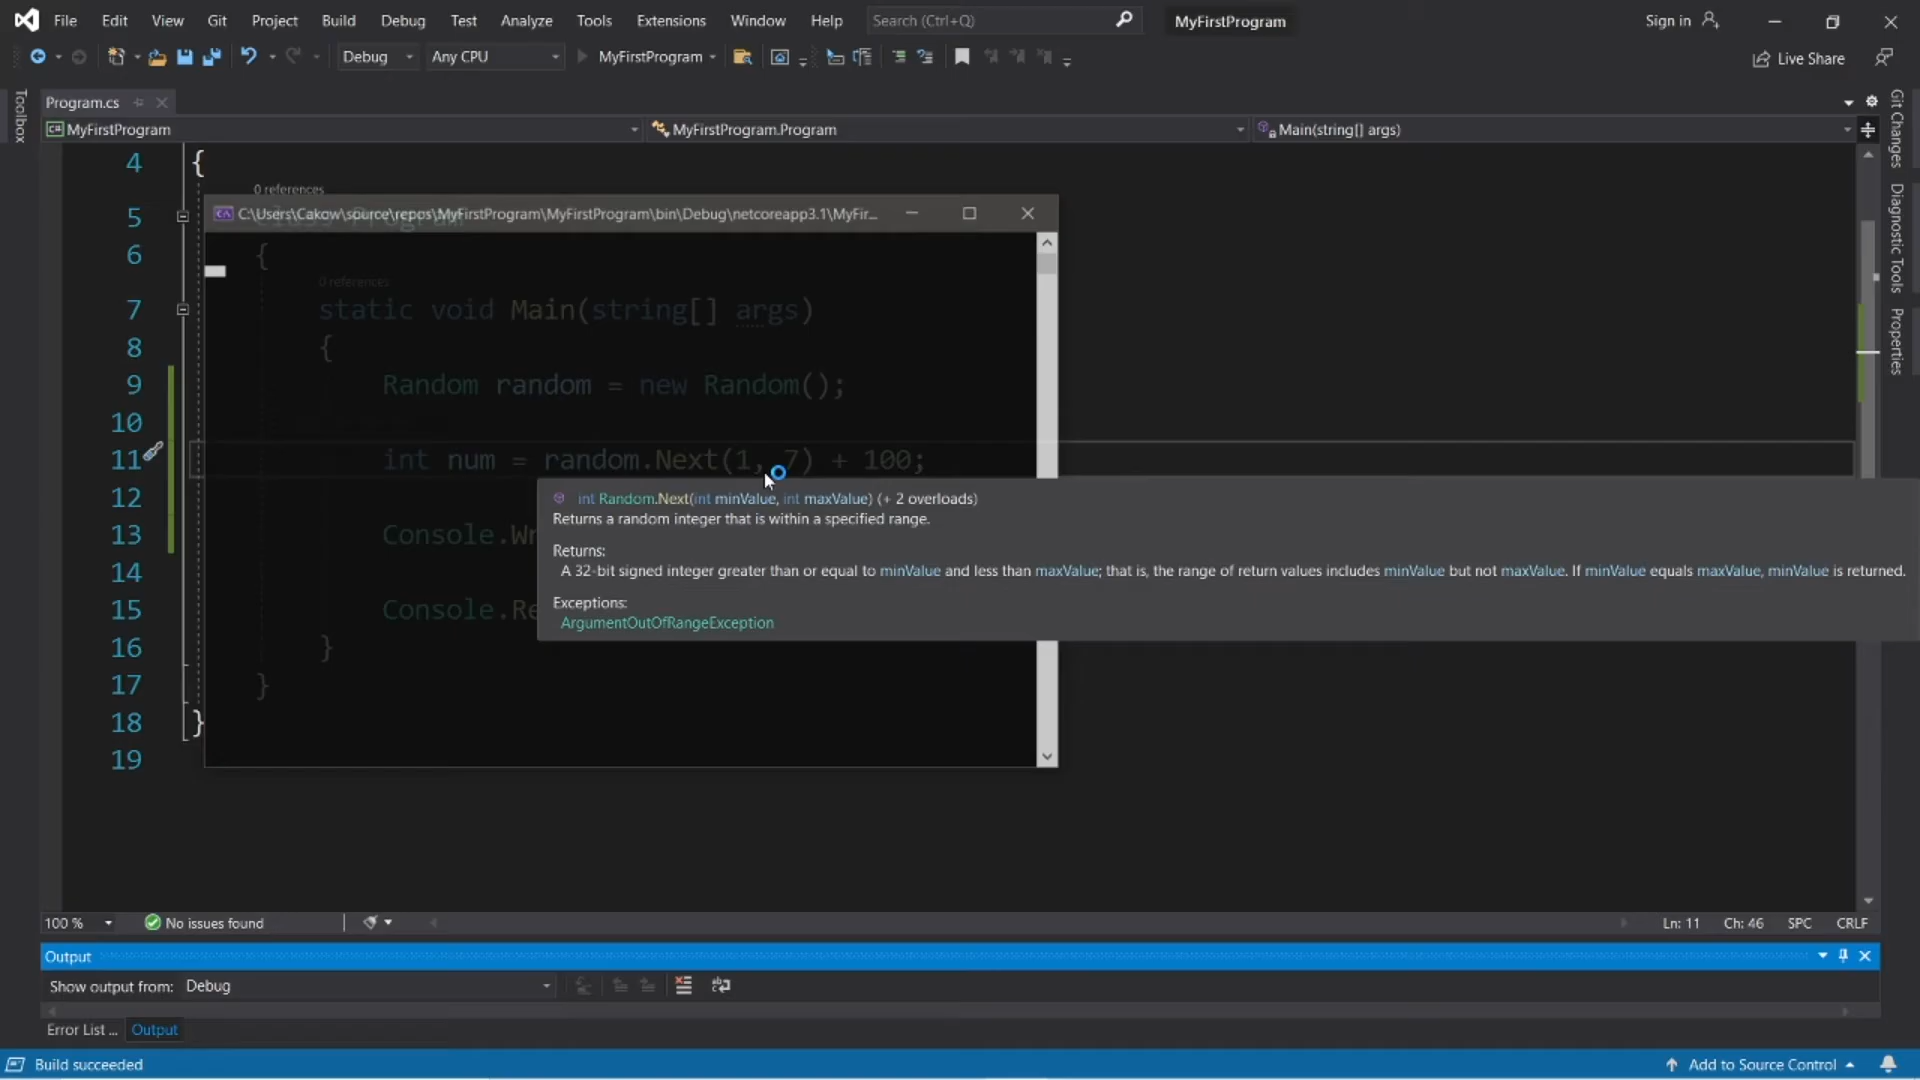 File Edit View Git Project Build Debug Test Analyze Tools Extensions Window Help Search (Ctrl+Q) MyFirstProgram Sign in
Debug Any CPU MyFirstProgram Live Share
Toolbox
Program.cs
MyFirstProgram MyFirstProgram.Program Main(string[] args)
Git Changes
Diagnostic Tools
Properties
4 {
0 references
C:\Users\Cakow\source\repos\MyFirstProgram\MyFirstProgram\bin\Debug\netcoreapp3.1\MyFir...
5 class Program
6 {
0 references
7 static void Main(string[] args)
8 {
9 Random random = new Random();
10
11 int num = random.Next(1, 7) + 100;
12
int Random.Next(int minValue, int maxValue) (+ 2 overloads)
Returns a random integer that is within a specified range.
13 Console.Wr
Returns:
A 32-bit signed integer greater than or equal to minValue and less than maxValue; that is, the range of return values includes minValue but not maxValue. If minValue equals maxValue, minValue is returned.
14
Exceptions:
15 Console.Re
ArgumentOutOfRangeException
16 }
17 }
18 }
19
100 % No issues found Ln: 11 Ch: 46 SPC CRLF
Output
Show output from: Debug
Error List ... Output
Build succeeded Add to Source Control